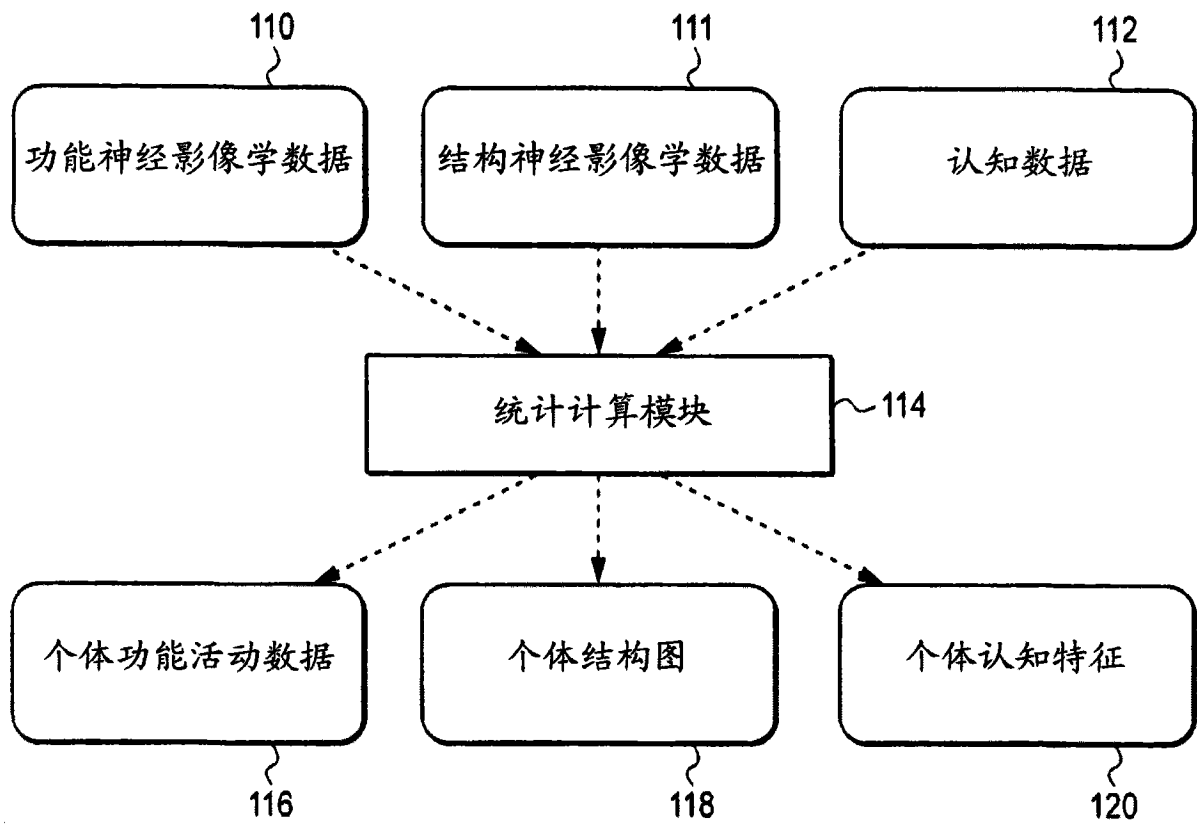 110
111
112
功能神经影像学数据
结构神经影像学数据
认知数据
统计计算模块
114
个体功能活动数据
个体结构图
个体认知特征
116
118
120